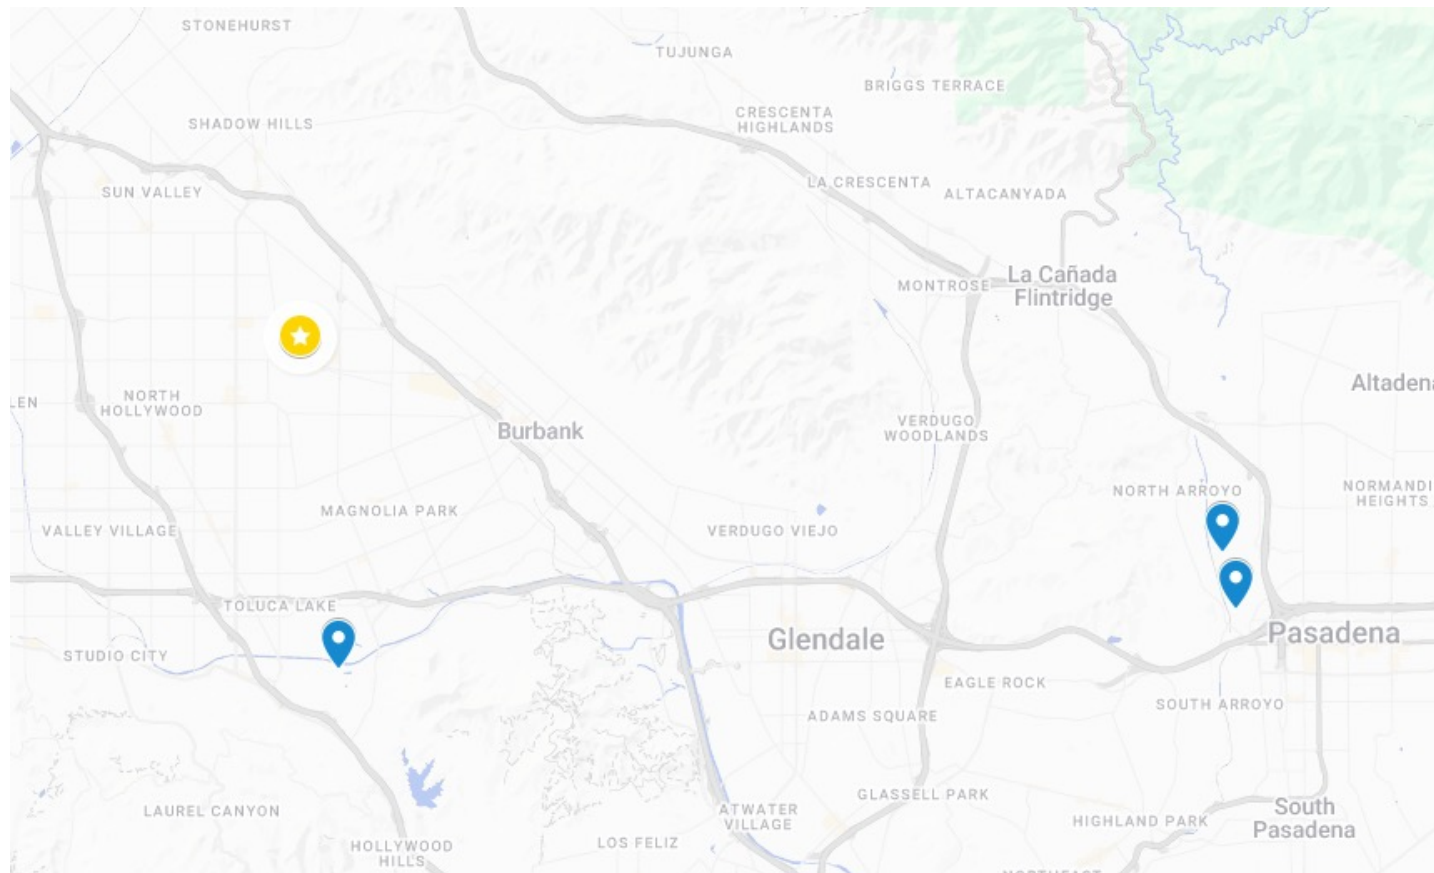 STONEHURST
TUJUNGA
BRIGGS TERRACE
CRESCENTA
HIGHLANDS
SHADOW HILLS
SUN VALLEY
LA CRESCENTA
ALTACANYADA
La Cañada
Flintridge
MONTROSE
Altadena
NORTH
HOLLYWOOD
LEN
Burbank
VERDUGO
WOODLANDS
NORTH ARROYO
NORMANDI
HEIGHTS
MAGNOLIA PARK
VALLEY VILLAGE
VERDUGO VIEJO
TOLUCA LAKE
Glendale
Pasadena
STUDIO CITY
EAGLE ROCK
SOUTH ARROYO
ADAMS SQUARE
GLASSELL PARK
LAUREL CANYON
ATWATER
VILLAGE
HIGHLAND PARK
South
Pasadena
HOLLYWOOD
HILLS
LOS FELIZ
NORTHEAST